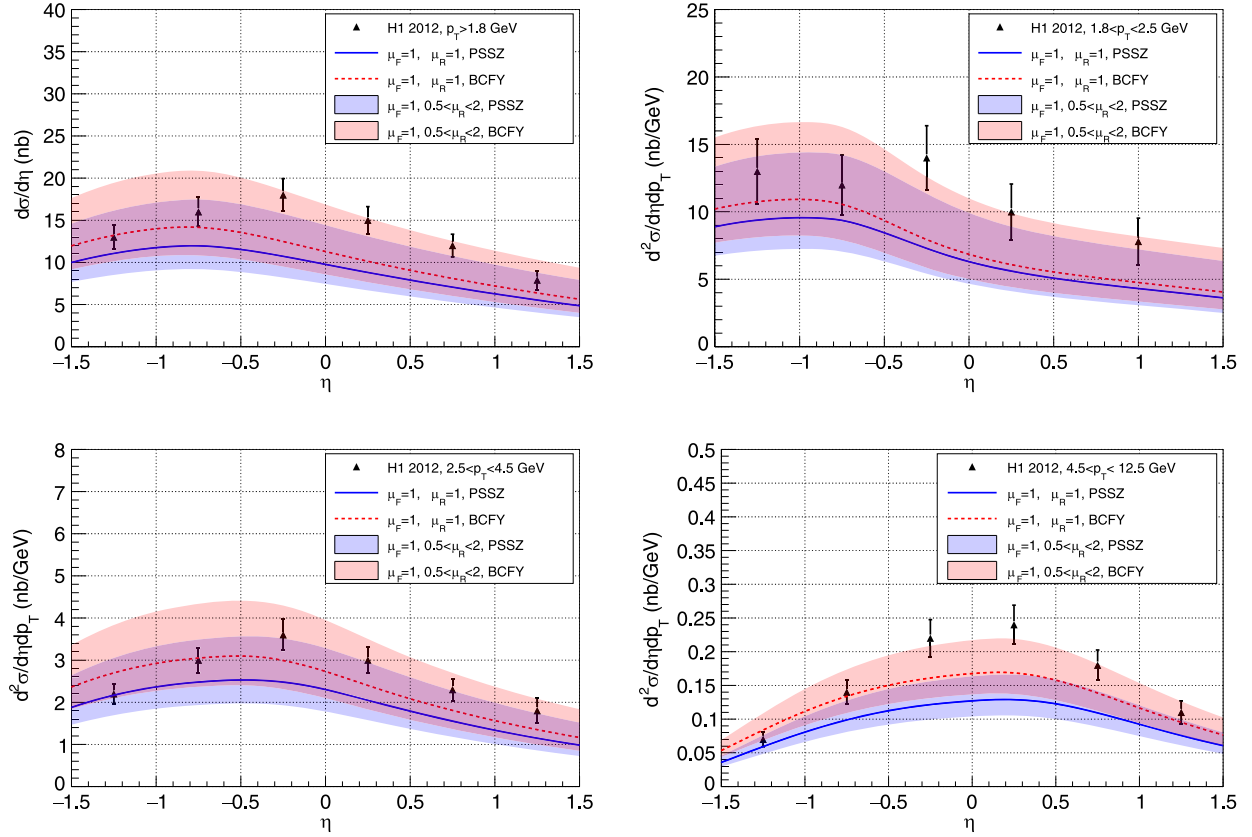 dσ/dη (nb)
40
35
30
25
20
15
10
5
0
H1 2012, p_T>1.8 GeV
μ_F=1, μ_R=1, PSSZ
μ_F=1, μ_R=1, BCFY
μ_F=1, 0.5<μ_R<2, PSSZ
μ_F=1, 0.5<μ_R<2, BCFY
−1.5 −1 −0.5 0 0.5 1 1.5
η
d²σ/dηdp_T (nb/GeV)
25
20
15
10
5
0
H1 2012, 1.8<p_T<2.5 GeV
μ_F=1, μ_R=1, PSSZ
μ_F=1, μ_R=1, BCFY
μ_F=1, 0.5<μ_R<2, PSSZ
μ_F=1, 0.5<μ_R<2, BCFY
−1.5 −1 −0.5 0 0.5 1 1.5
η
d²σ/dηdp_T (nb/GeV)
8
7
6
5
4
3
2
1
0
H1 2012, 2.5<p_T<4.5 GeV
μ_F=1, μ_R=1, PSSZ
μ_F=1, μ_R=1, BCFY
μ_F=1, 0.5<μ_R<2, PSSZ
μ_F=1, 0.5<μ_R<2, BCFY
−1.5 −1 −0.5 0 0.5 1 1.5
η
d²σ/dηdp_T (nb/GeV)
0.5
0.45
0.4
0.35
0.3
0.25
0.2
0.15
0.1
0.05
0
H1 2012, 4.5<p_T< 12.5 GeV
μ_F=1, μ_R=1, PSSZ
μ_F=1, μ_R=1, BCFY
μ_F=1, 0.5<μ_R<2, PSSZ
μ_F=1, 0.5<μ_R<2, BCFY
−1.5 −1 −0.5 0 0.5 1 1.5
η